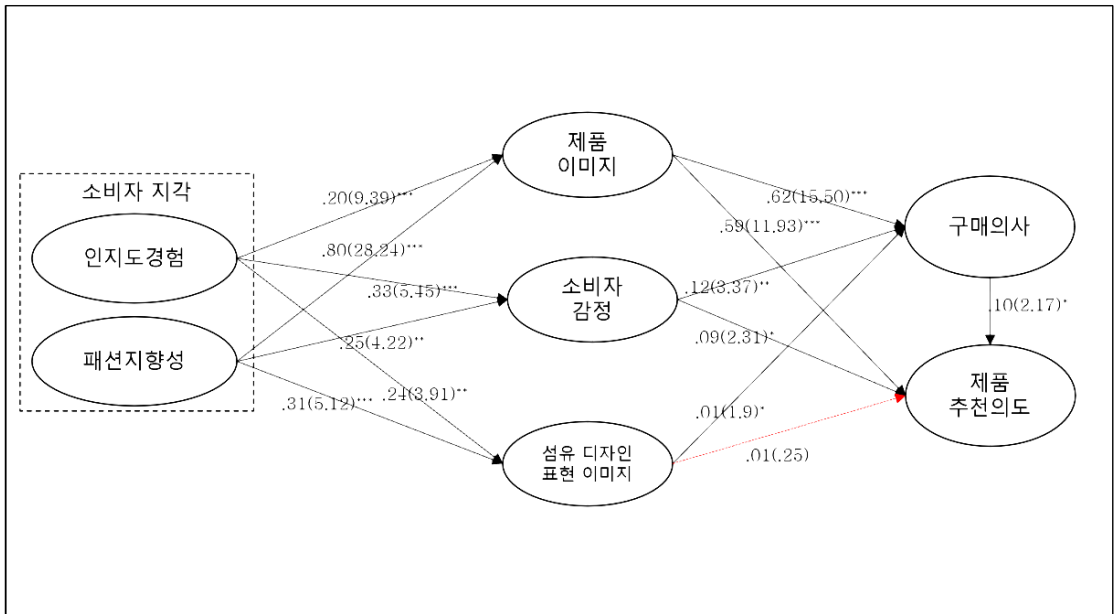 소비자 지각
인지도경험
패션지향성
제품
이미지
소비자
감정
섬유 디자인
표현 이미지
구매의사
제품
추천의도
.20(9.39)***
.80(28.24)***
.33(5.45)***
.25(4.22)**
.24(3.91)**
.31(5.12)***
.62(15.50)***
.59(11.93)***
.12(3.37)**
.09(2.31)*
.01(1.9)*
.01(.25)
.10(2.17)*